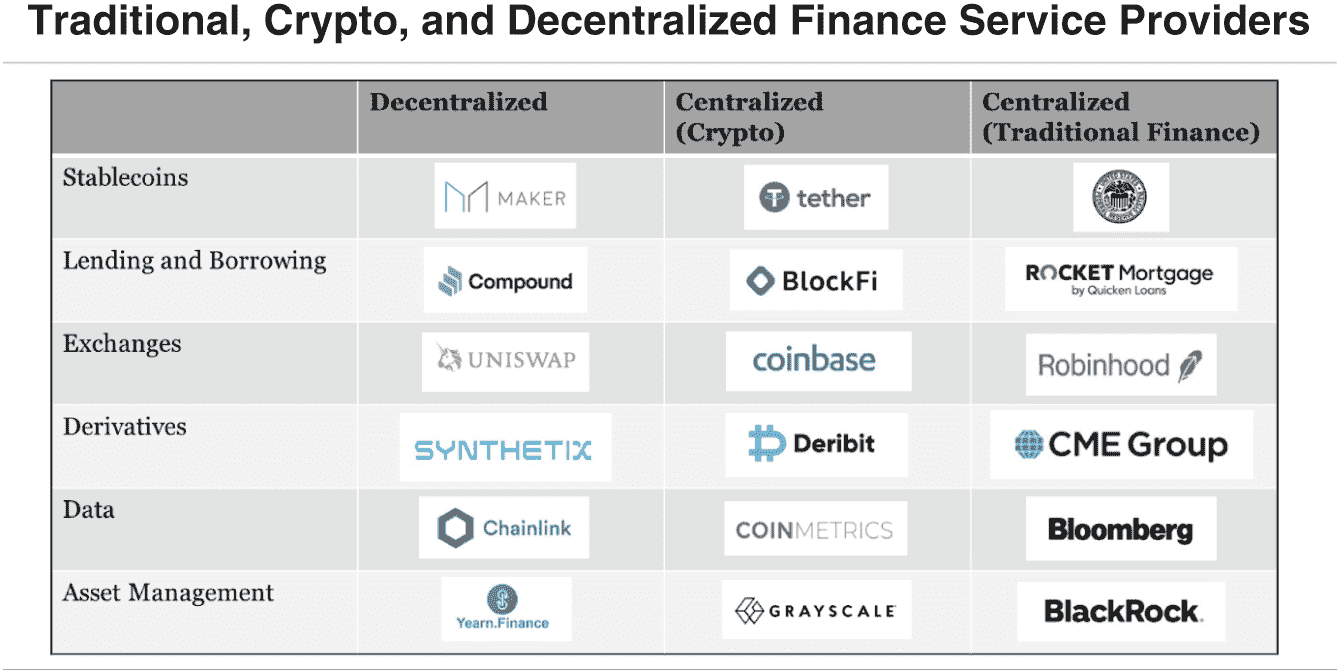 Traditional, Crypto, and Decentralized Finance Service Providers
Decentralized
Centralized
(Crypto)
Centralized
(Traditional Finance)
Stablecoins
MAKER
tether
Lending and Borrowing
Compound
BlockFi
ROCKET Mortgage
by Quicken Loans
Exchanges
UNISWAP
coinbase
Robinhood
Derivatives
SYNTHETIX
Deribit
CME Group
Data
Chainlink
COINMETRICS
Bloomberg
Asset Management
Yearn.Finance
GRAYSCALE
BlackRock.